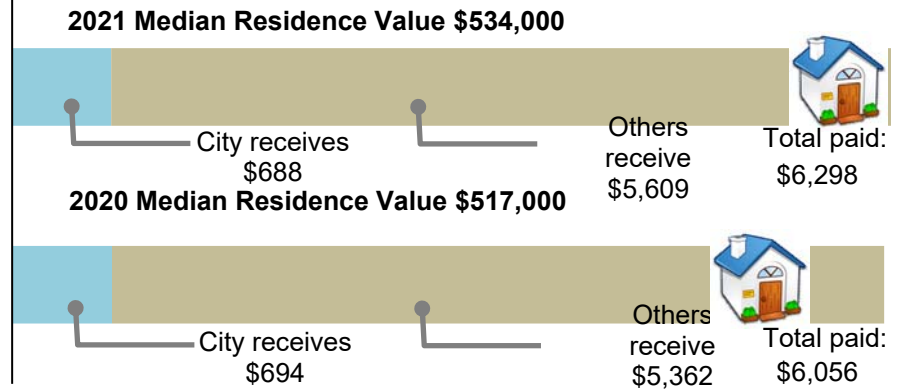 2021 Median Residence Value $534,000
City receives
$688
Others
receive
$5,609
Total paid:
$6,298
2020 Median Residence Value $517,000
City receives
$694
Others
receive
$5,362
Total paid:
$6,056